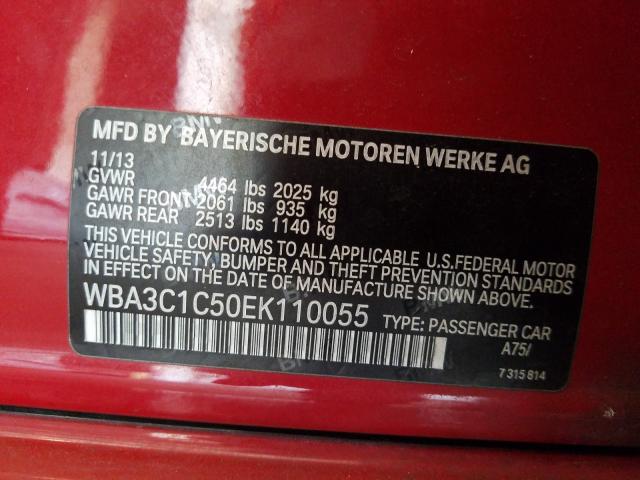 MFD BY BAYERISCHE MOTOREN WERKE AG
11/13
GVWR 4464 lbs 2025 kg
GAWR FRONT 2061 lbs 935 kg
GAWR REAR 2513 lbs 1140 kg
THIS VEHICLE CONFORMS TO ALL APPLICABLE U.S.FEDERAL MOTOR
VEHICLE SAFETY, BUMPER AND THEFT PREVENTION STANDARDS
IN EFFECT ON THE DATE OF MANUFACTURE SHOWN ABOVE.
WBA3C1C50EK110055
TYPE: PASSENGER CAR
A75/
7 315 814